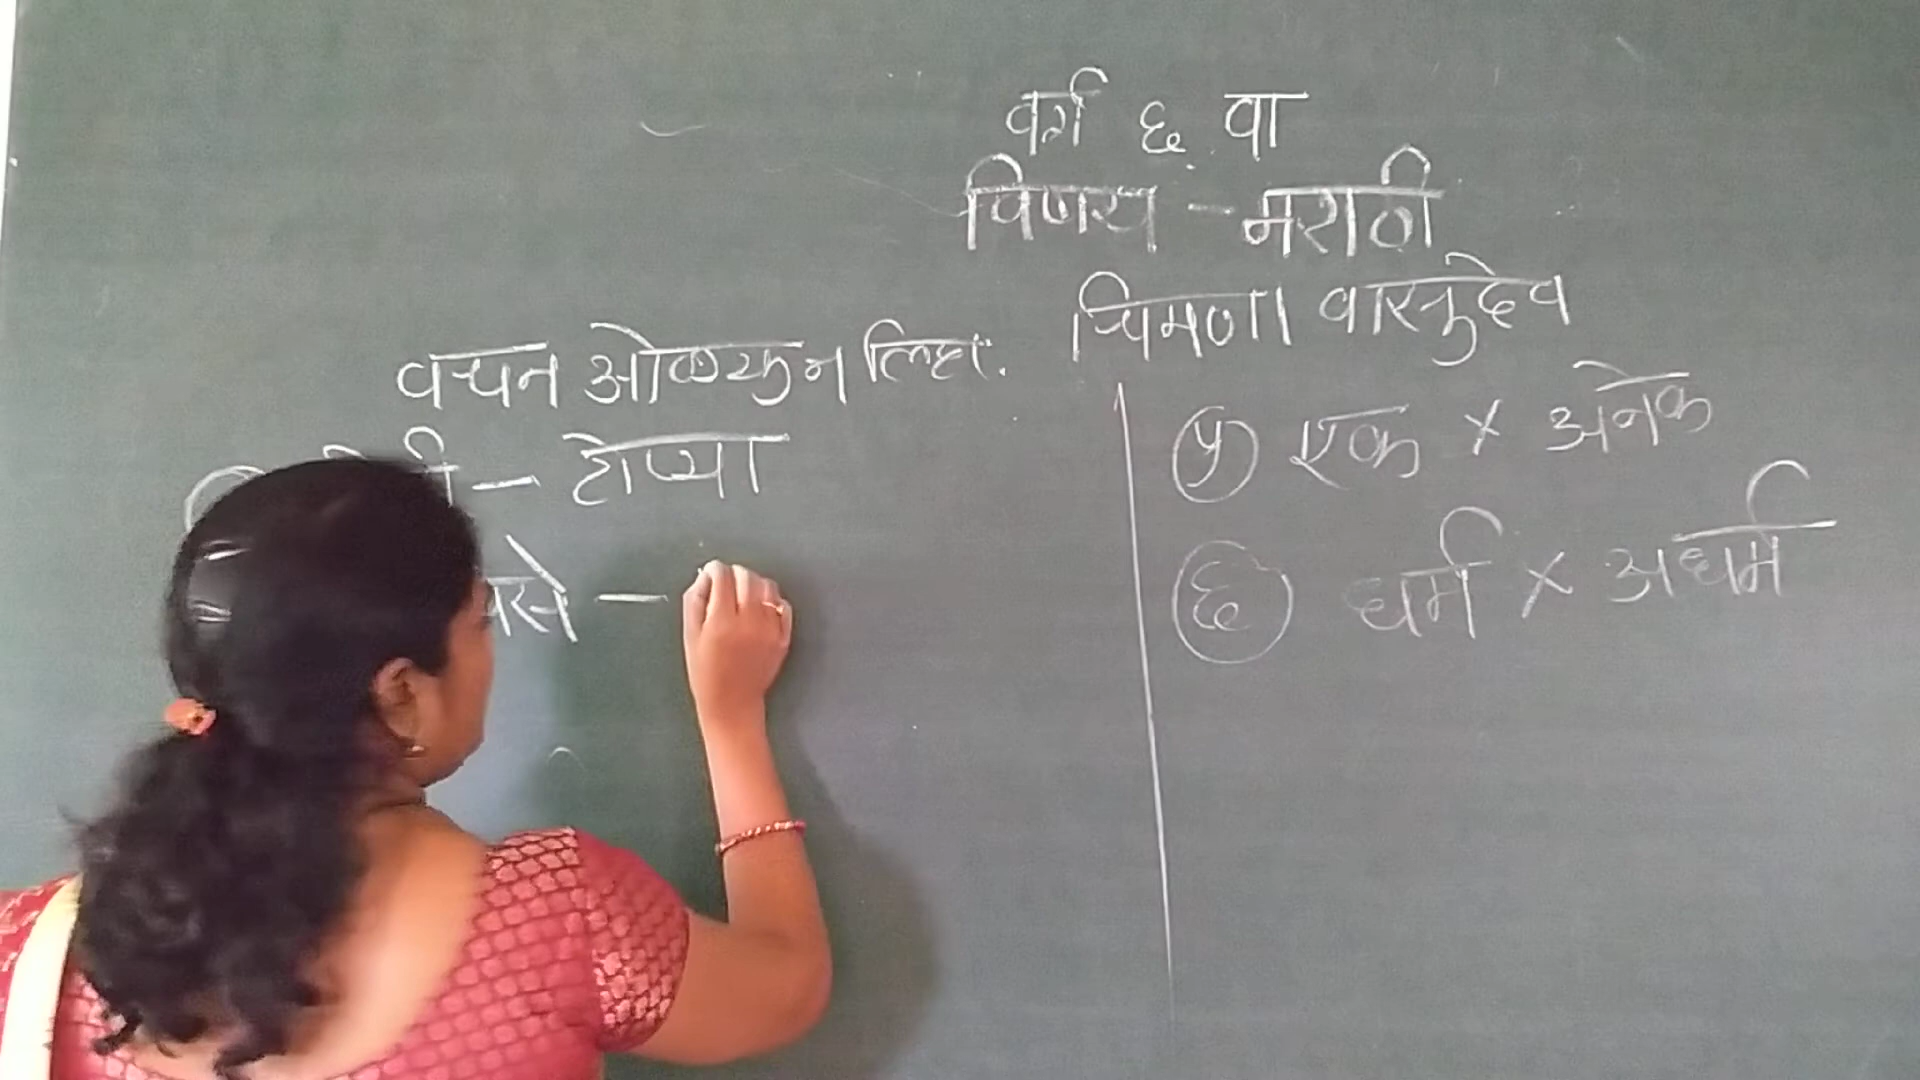 वर्ग ६ वा
विषय - मराठी
चिमणा वासुदेव
वचन ओळखून लिहा.
- टोप्या
से -
५ एक × अनेक
६ धर्म × अधर्म